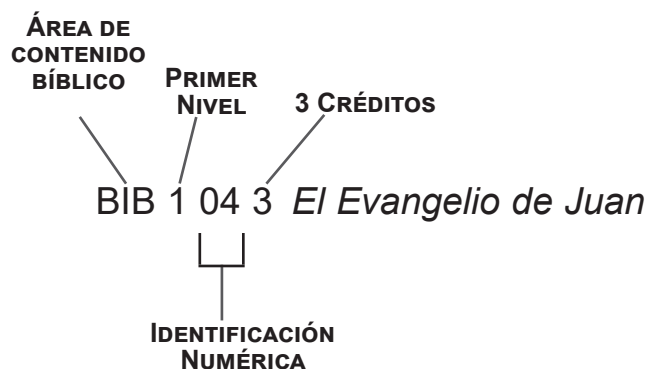 ÁREA DE
CONTENIDO
BÍBLICO
PRIMER
NIVEL
3 CRÉDITOS
BIB 1 04 3 El Evangelio de Juan
IDENTIFICACIÓN
NUMÉRICA